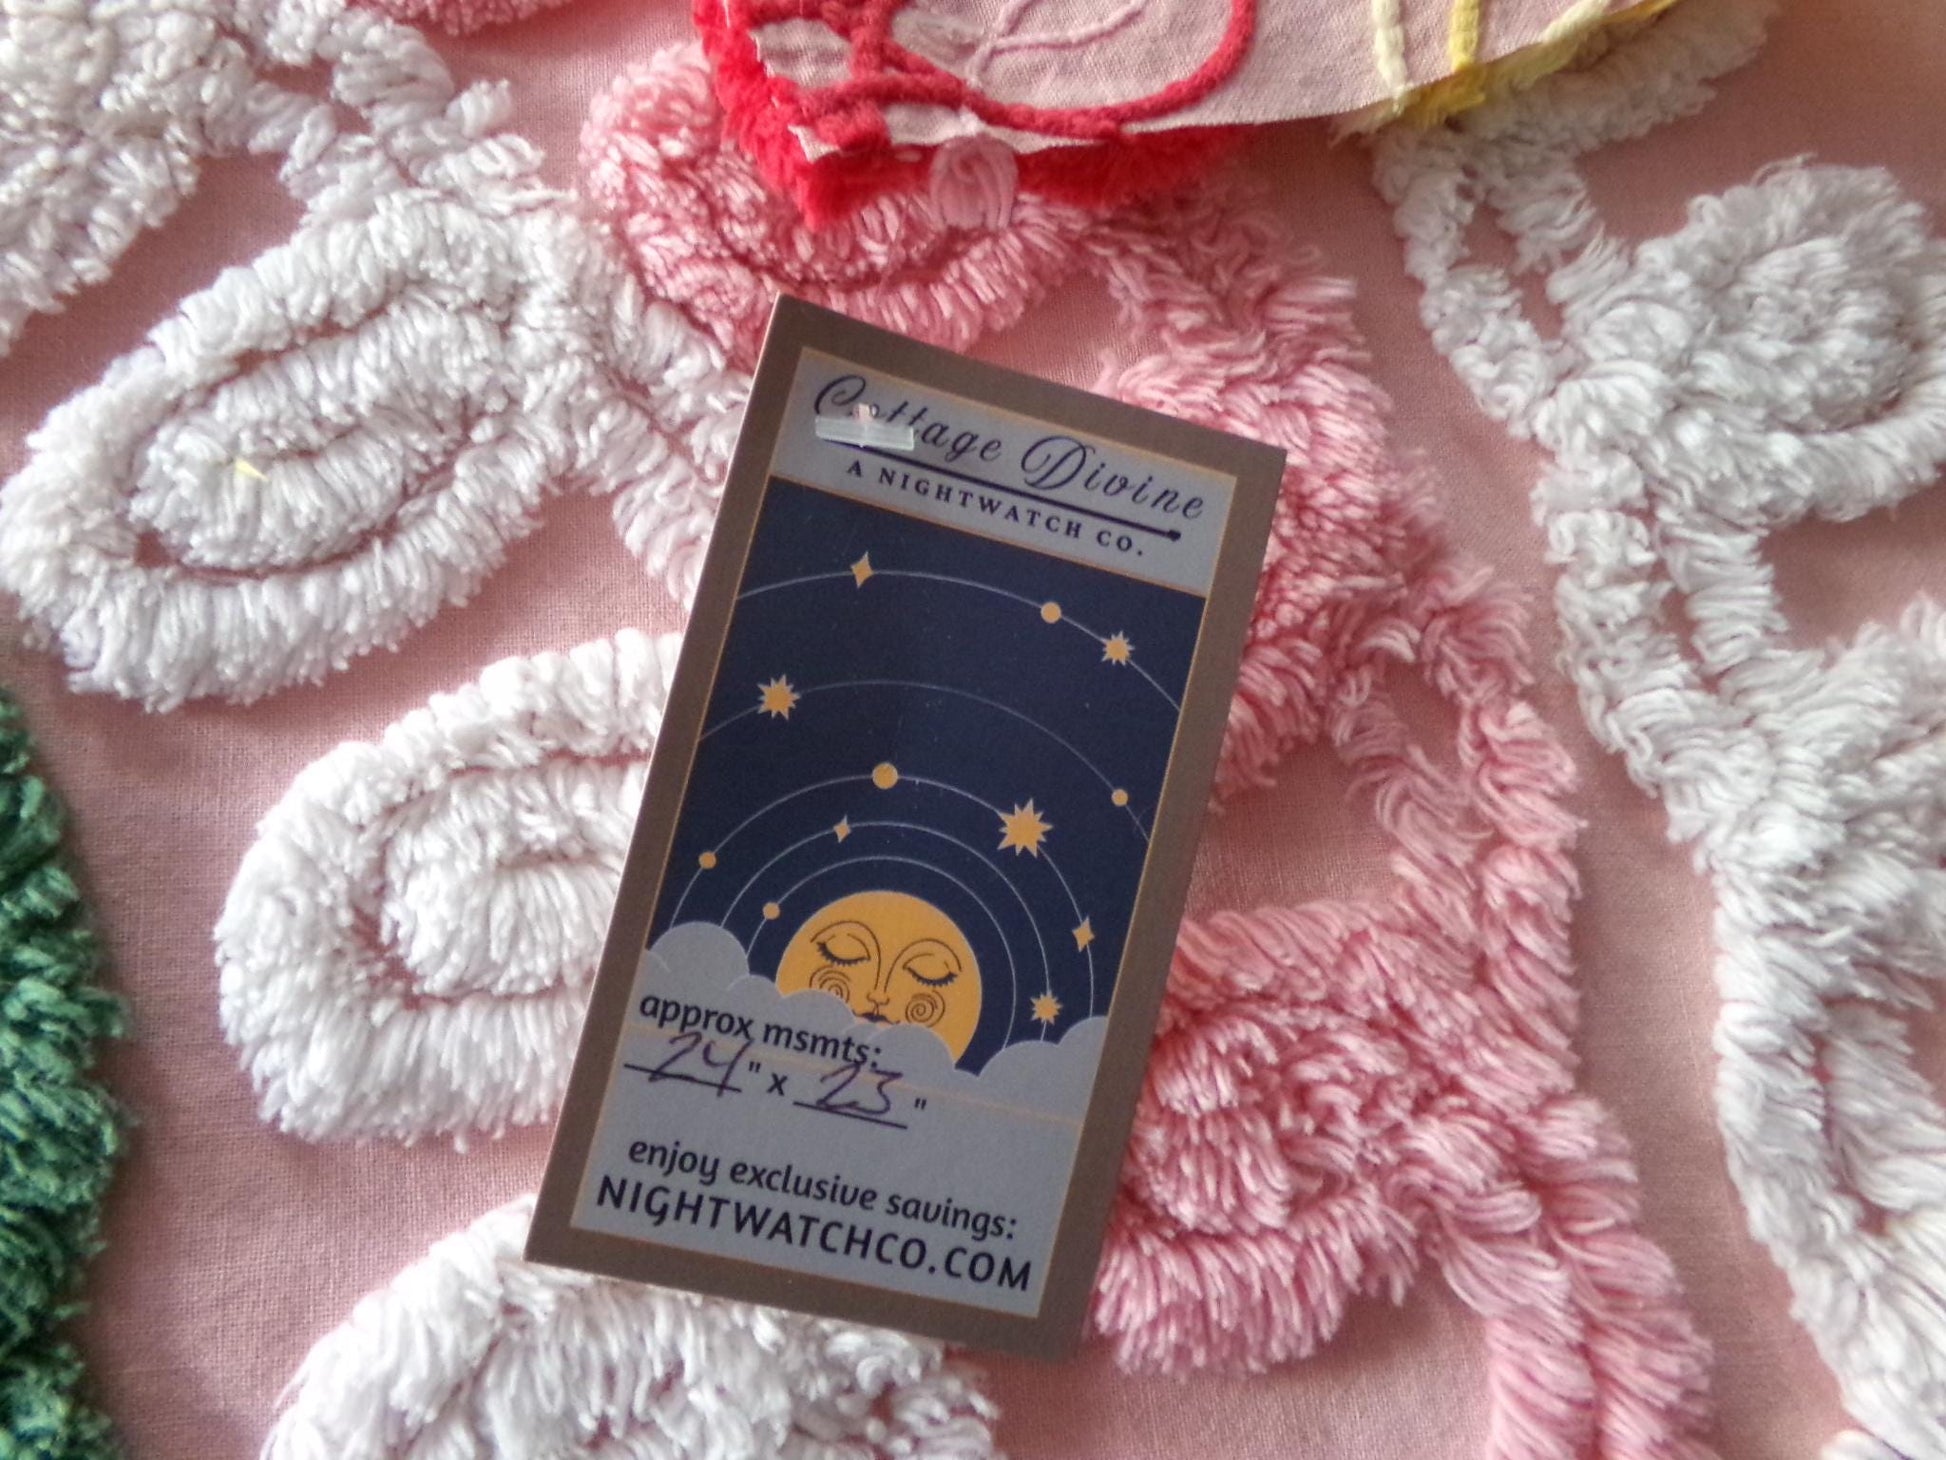 Cottage Divine
A NIGHTWATCH CO.
approx msmts:
24" x 23"
enjoy exclusive savings:
NIGHTWATCHCO.COM